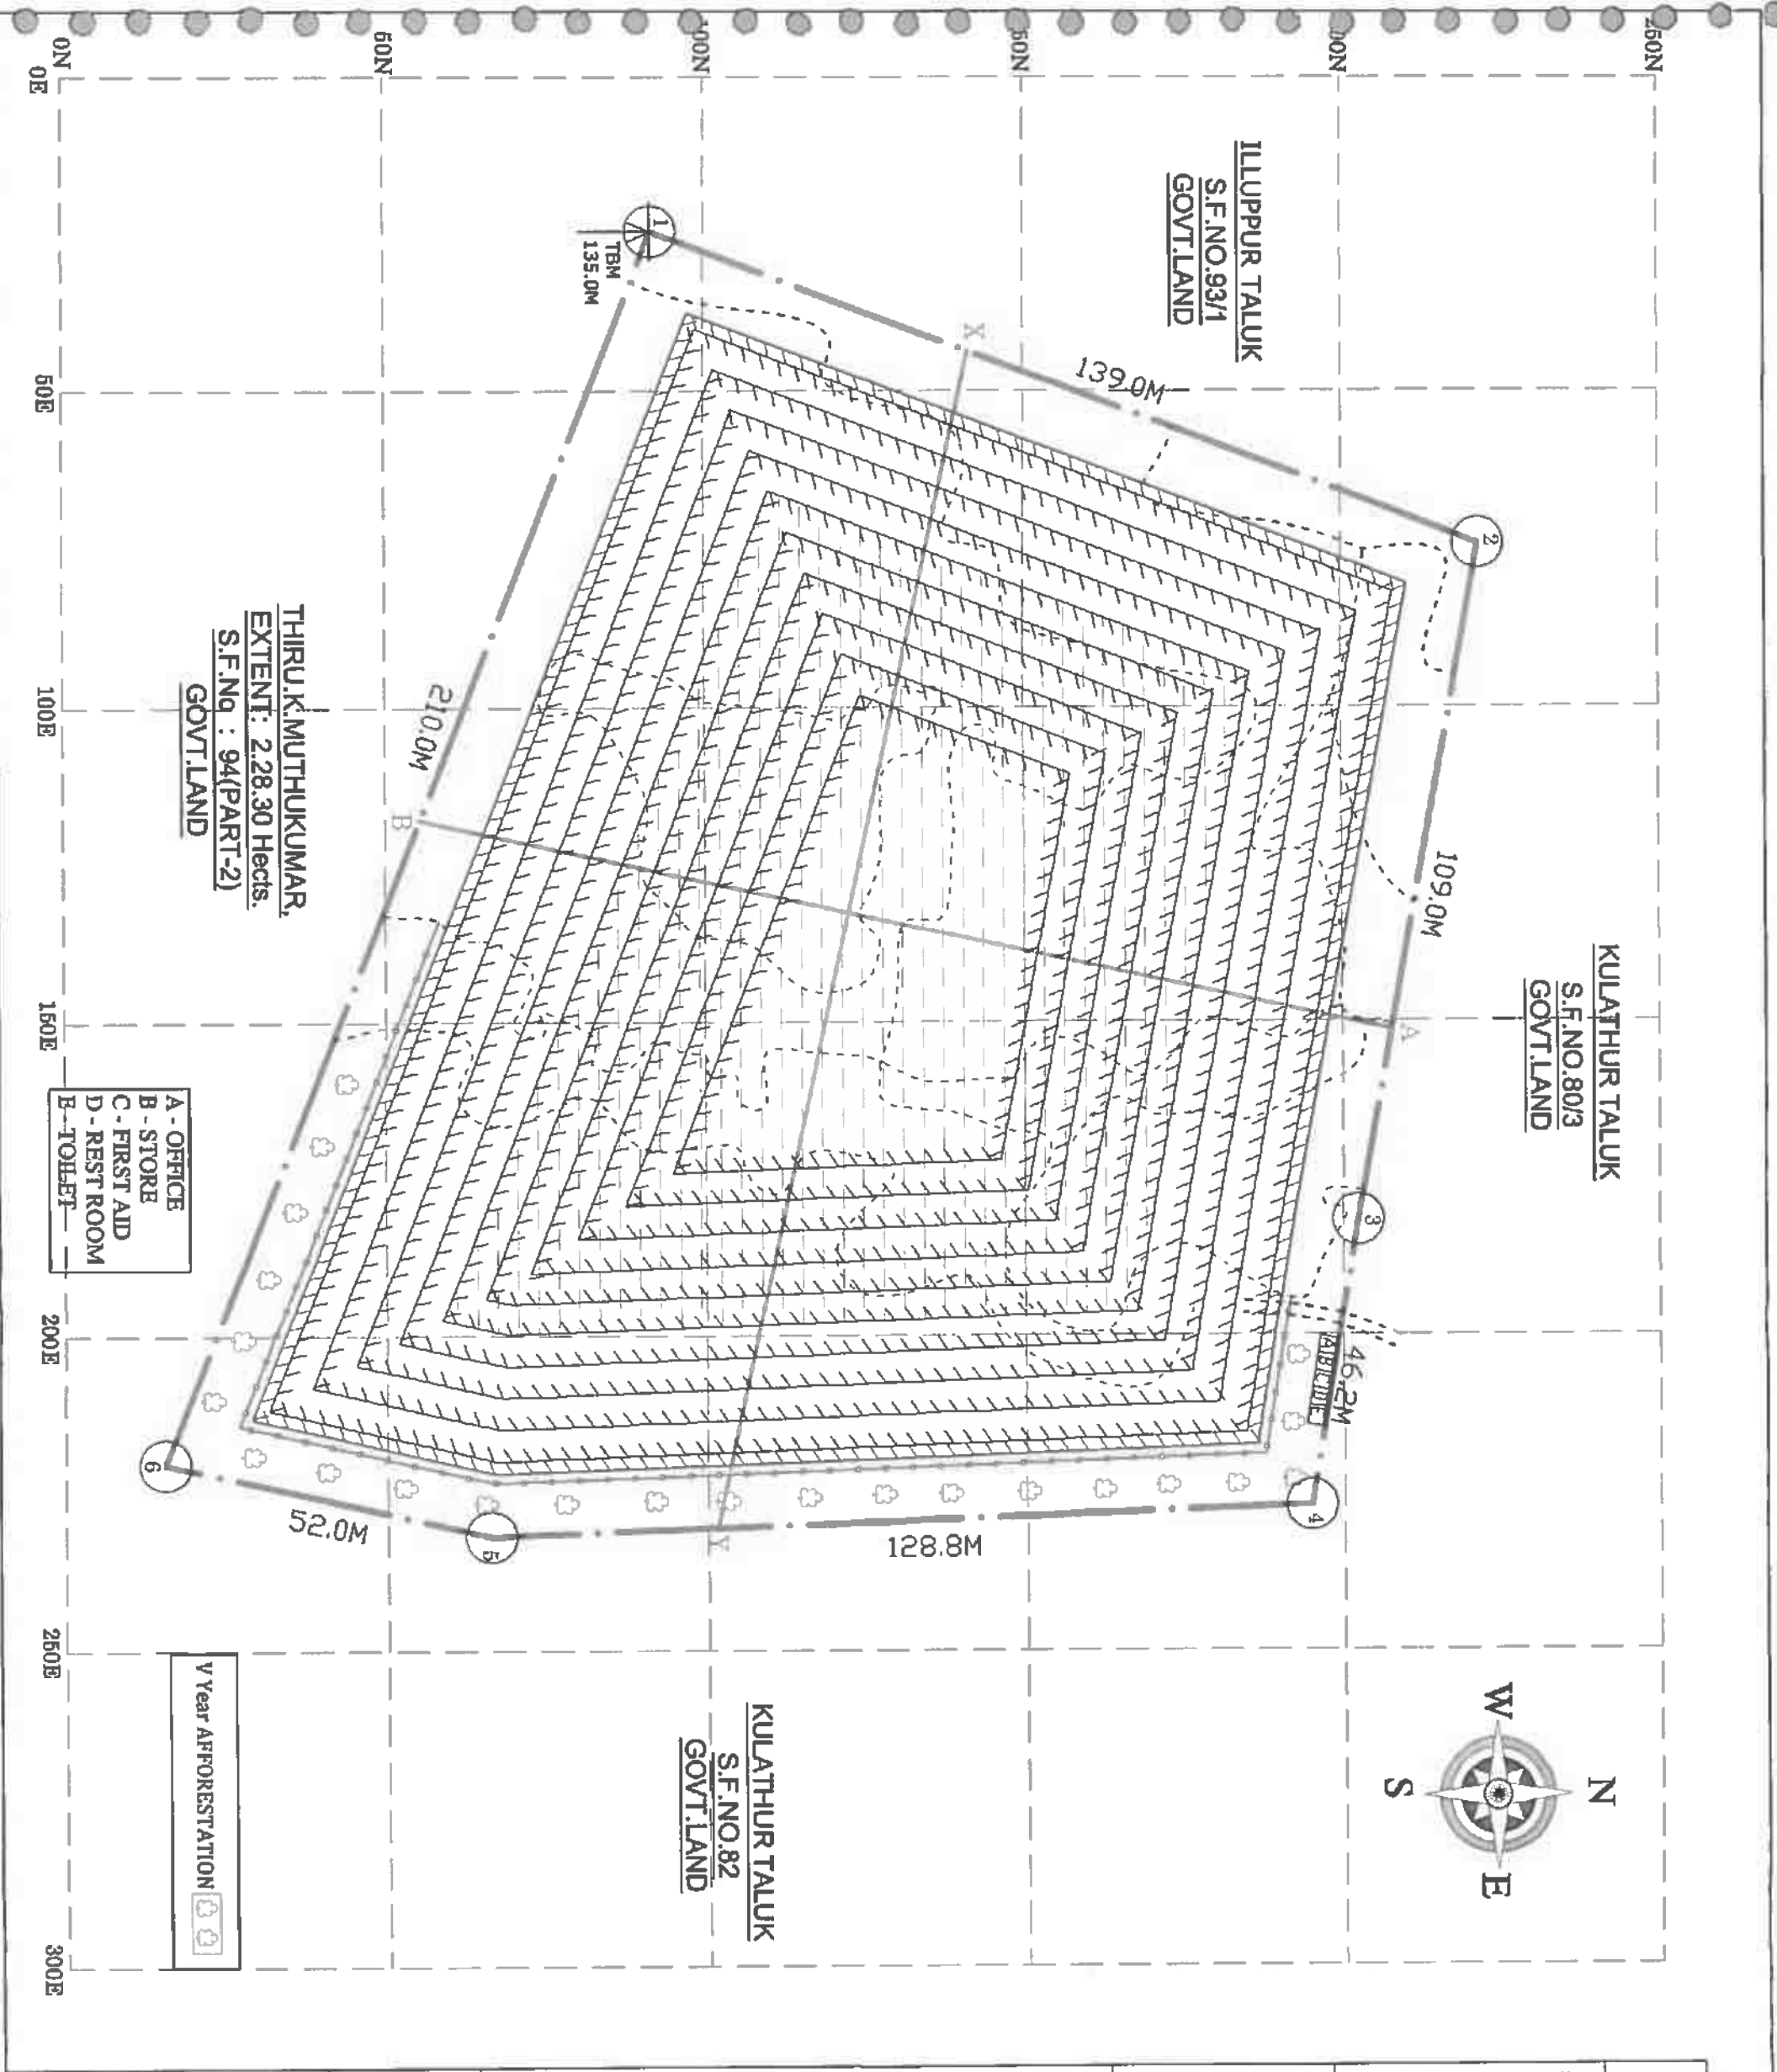 250N
00N
50N
00N
50N
0N
0E
50E
100E
150E
200E
250E
300E
ILLUPPUR TALUK
S.F.NO.93/1
GOVT.LAND
KULATHUR TALUK
S.F.NO.80/3
GOVT.LAND
KULATHUR TALUK
S.F.NO.82
GOVT.LAND
THIRU.K.MUTHUKUMAR,
EXTENT: 2.28.30 Hects.
S.F.No : 94(PART-2)
GOVT.LAND
TBM
135.0M
1
2
3
4
5
6
139.0M
109.0M
46.2M
128.8M
52.0M
210.0M
X
Y
A
B
A B C D E
A - OFFICE
B - STORE
C - FIRST AID
D - REST ROOM
E - TOILET
V Year AFFORESTATION
N
W
E
S